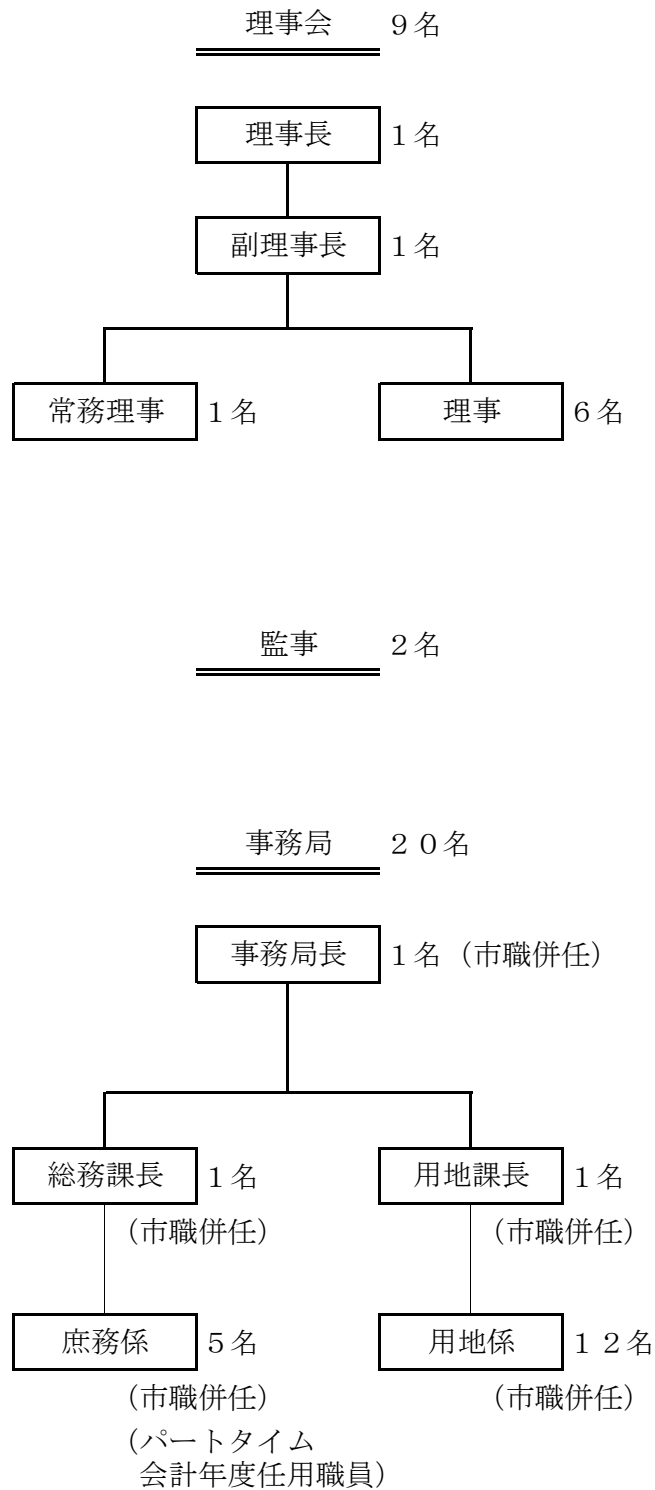 理事会　９名
理事長　１名
副理事長　１名
常務理事　１名　理事　６名
監事　２名
事務局　２０名
事務局長　１名（市職併任）
総務課長　１名　用地課長　１名
（市職併任）　（市職併任）
庶務係　５名　用地係　１２名
（市職併任）　（市職併任）
（パートタイム
会計年度任用職員）